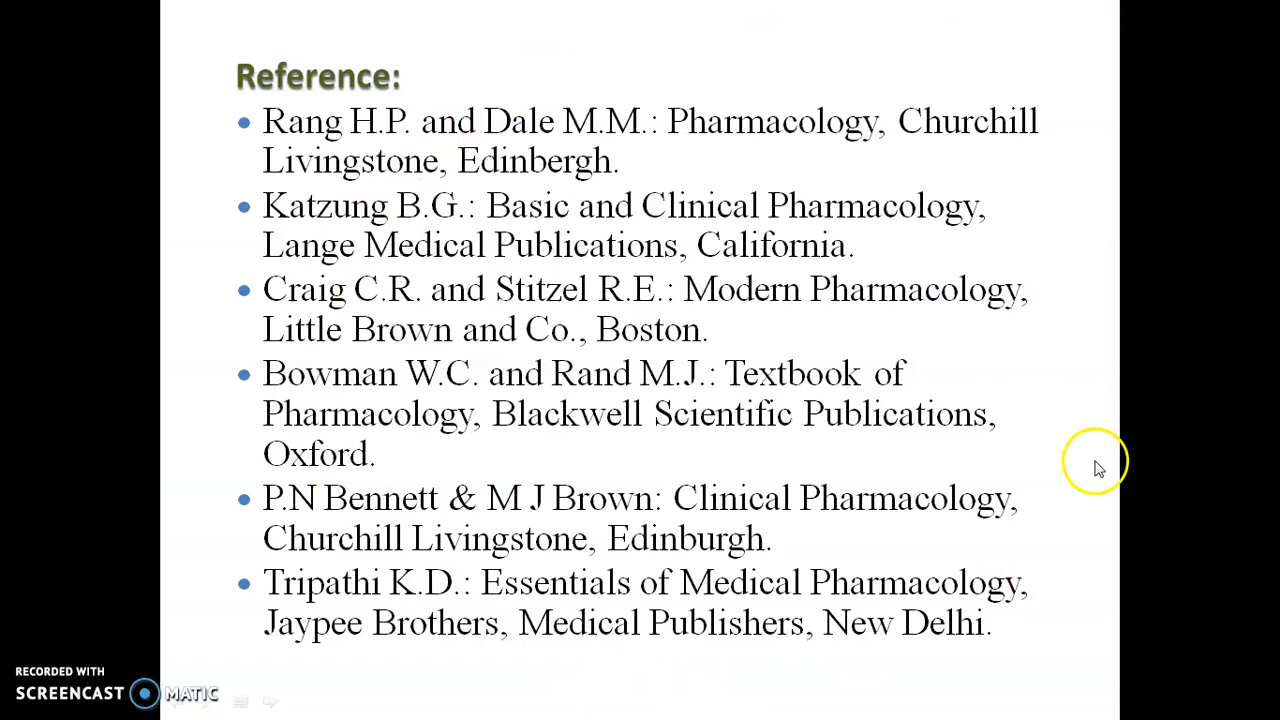 Reference:
• Rang H.P. and Dale M.M.: Pharmacology, Churchill
Livingstone, Edinbergh.
• Katzung B.G.: Basic and Clinical Pharmacology,
Lange Medical Publications, California.
• Craig C.R. and Stitzel R.E.: Modern Pharmacology,
Little Brown and Co., Boston.
• Bowman W.C. and Rand M.J.: Textbook of
Pharmacology, Blackwell Scientific Publications,
Oxford.
• P.N Bennett & M J Brown: Clinical Pharmacology,
Churchill Livingstone, Edinburgh.
• Tripathi K.D.: Essentials of Medical Pharmacology,
Jaypee Brothers, Medical Publishers, New Delhi.
RECORDED WITH
SCREENCAST MATIC